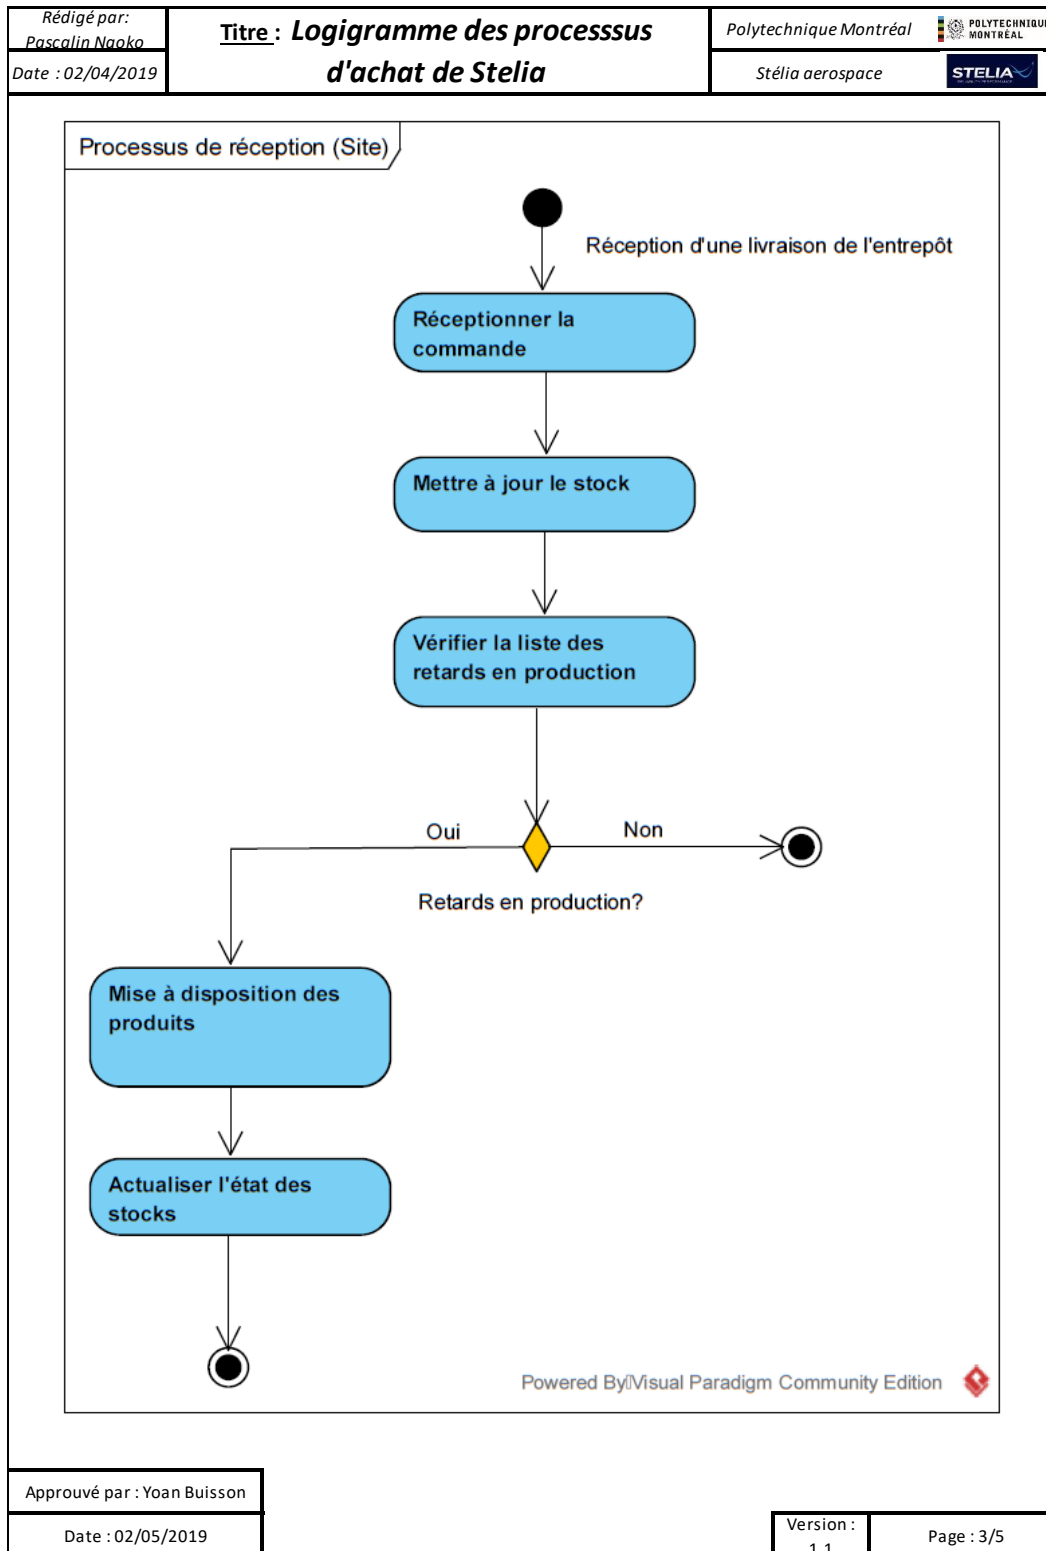 Rédigé par:
Pascalin Ngoko
Date : 02/04/2019
Titre : Logigramme des processsus
d'achat de Stelia
Polytechnique Montréal
POLYTECHNIQUE
MONTRÉAL
Stélia aerospace
STELIA
Processus de réception (Site)
Réception d'une livraison de l'entrepôt
Réceptionner la
commande
Mettre à jour le stock
Vérifier la liste des
retards en production
Oui
Non
Retards en production?
Mise à disposition des
produits
Actualiser l'état des
stocks
Powered By Visual Paradigm Community Edition
Approuvé par : Yoan Buisson
Date : 02/05/2019
Version :
1.1
Page : 3/5